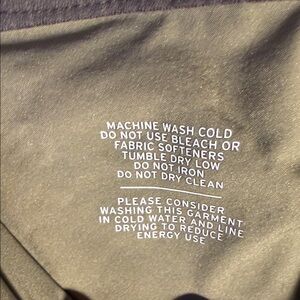 MACHINE WASH COLD
DO NOT USE BLEACH OR
FABRIC SOFTENERS
TUMBLE DRY LOW
DO NOT IRON
DO NOT DRY CLEAN
PLEASE CONSIDER
WASHING THIS GARMENT
IN COLD WATER AND LINE
DRYING TO REDUCE
ENERGY USE